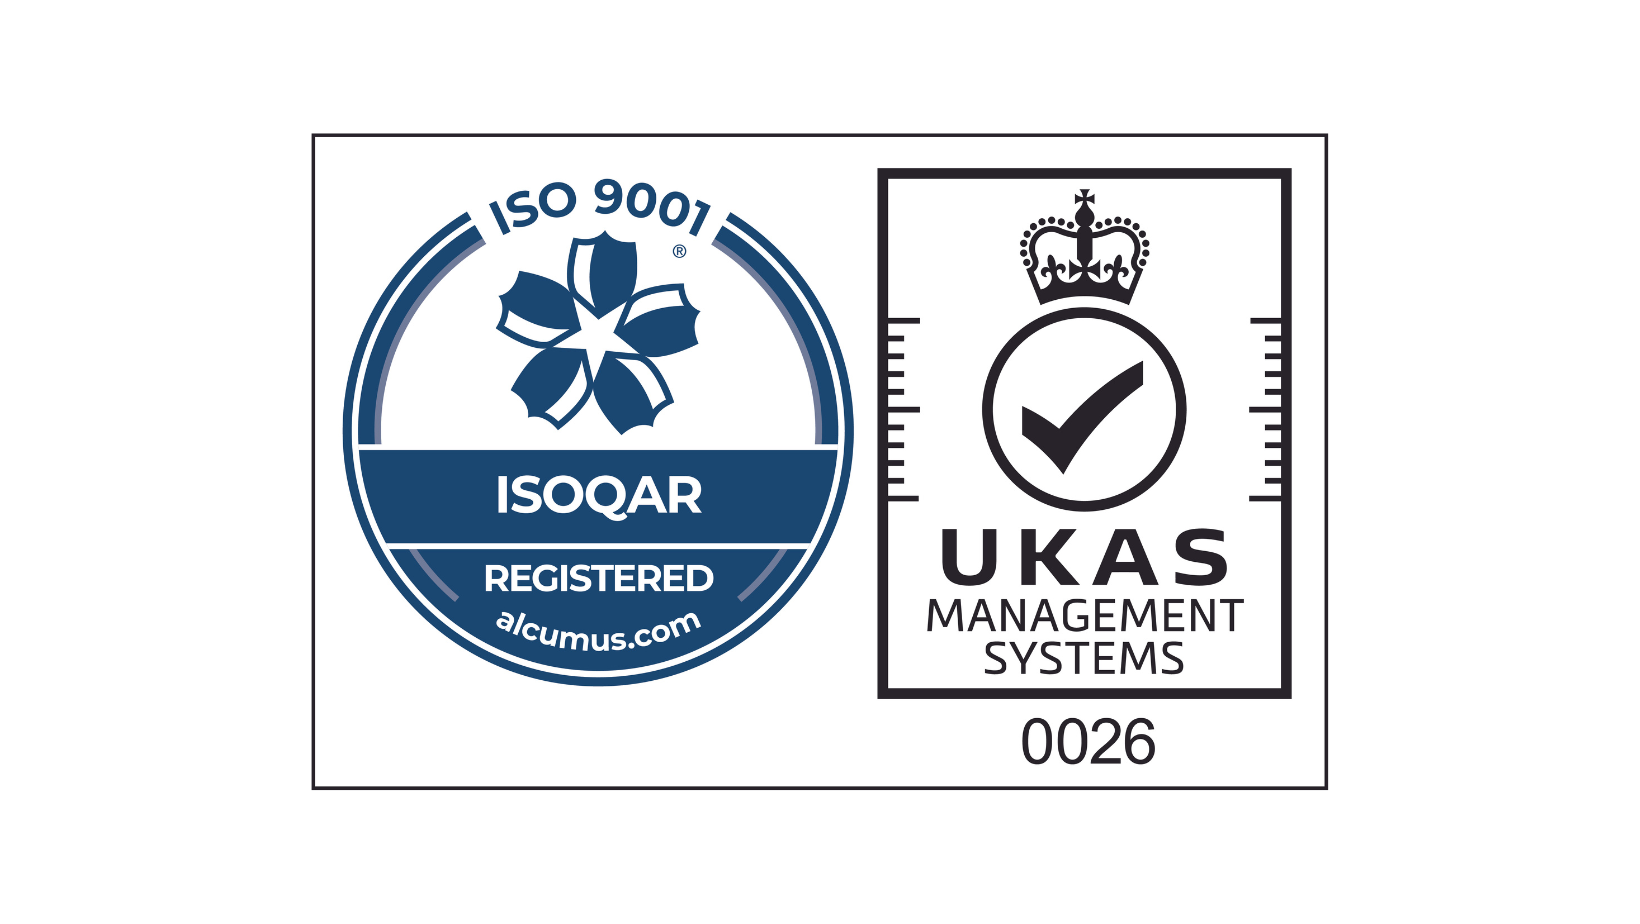 ISO 9001
®
ISOQAR
REGISTERED
alcumus.com
UKAS
MANAGEMENT
SYSTEMS
0026